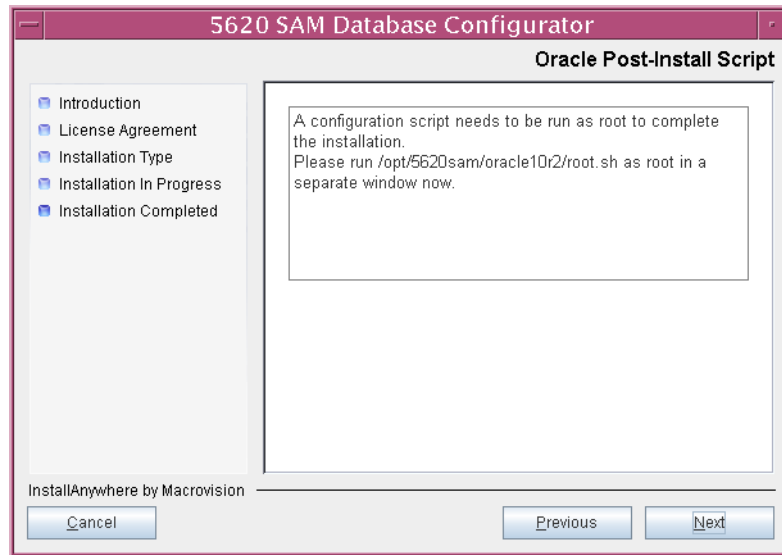 5620 SAM Database Configurator
Oracle Post-Install Script
Introduction
License Agreement
Installation Type
Installation In Progress
Installation Completed
A configuration script needs to be run as root to complete
the installation.
Please run /opt/5620sam/oracle10r2/root.sh as root in a
separate window now.
InstallAnywhere by Macrovision
Cancel
Previous
Next